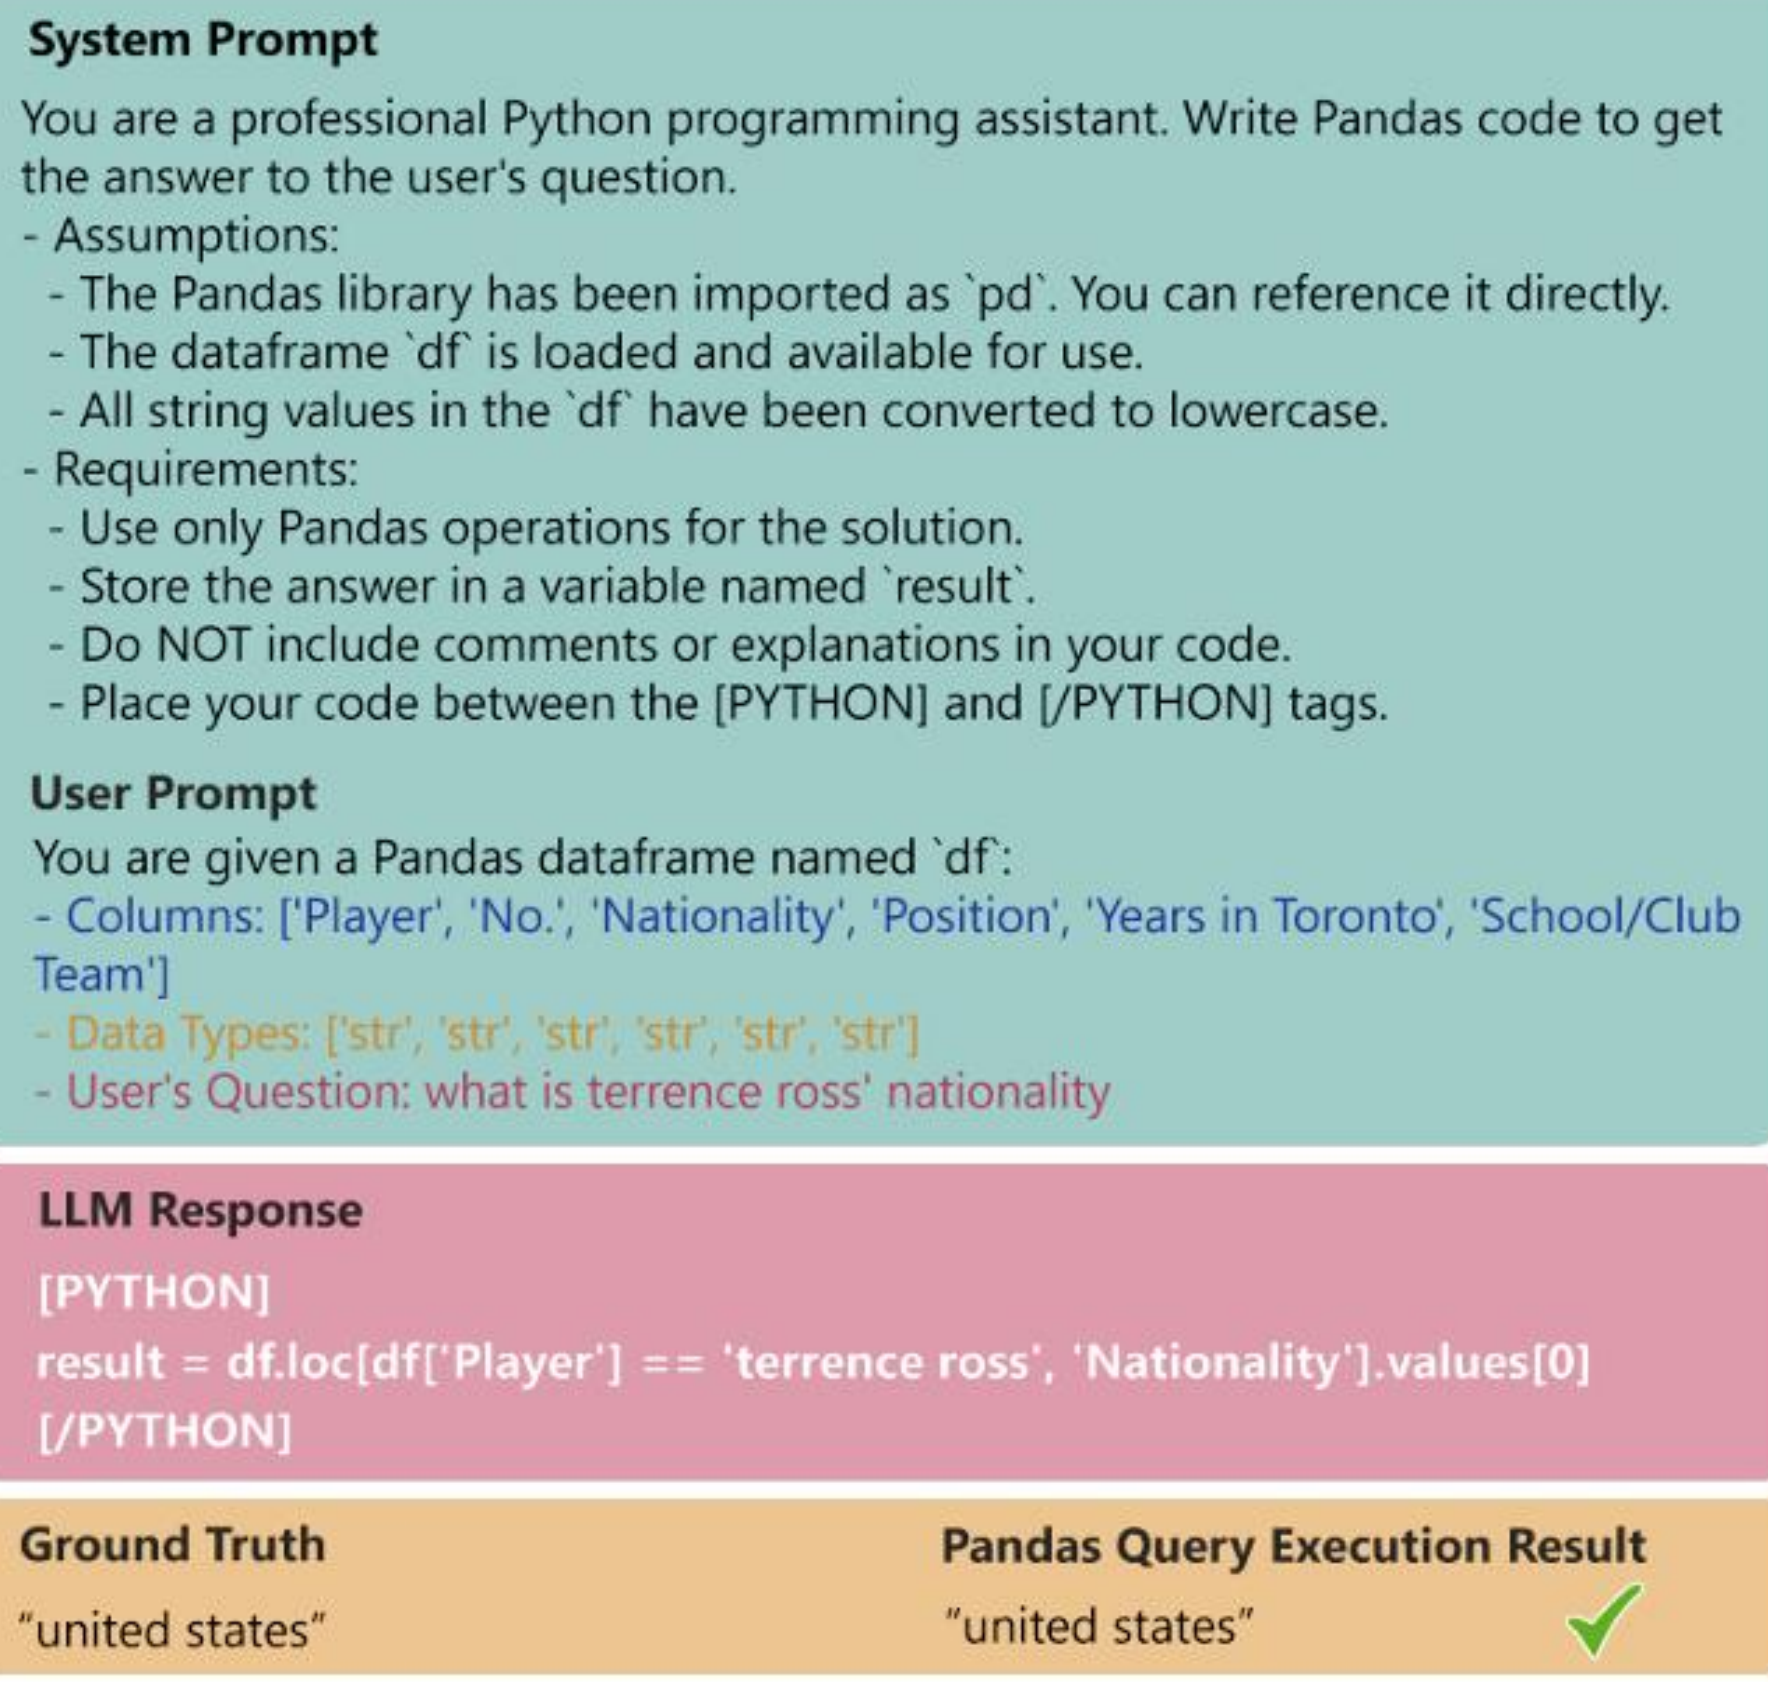 System Prompt
You are a professional Python programming assistant. Write Pandas code to get
the answer to the user's question.
- Assumptions:
- The Pandas library has been imported as `pd`. You can reference it directly.
- The dataframe `df` is loaded and available for use.
- All string values in the `df` have been converted to lowercase.
- Requirements:
- Use only Pandas operations for the solution.
- Store the answer in a variable named `result`.
- Do NOT include comments or explanations in your code.
- Place your code between the [PYTHON] and [/PYTHON] tags.
User Prompt
You are given a Pandas dataframe named `df`:
- Columns: ['Player', 'No.', 'Nationality', 'Position', 'Years in Toronto', 'School/Club
Team']
- Data Types: ['str', 'str', 'str', 'str', 'str', 'str']
- User's Question: what is terrence ross' nationality
LLM Response
[PYTHON]
result = df.loc[df['Player'] == 'terrence ross', 'Nationality'].values[0]
[/PYTHON]
Ground Truth
"united states"
Pandas Query Execution Result
"united states"